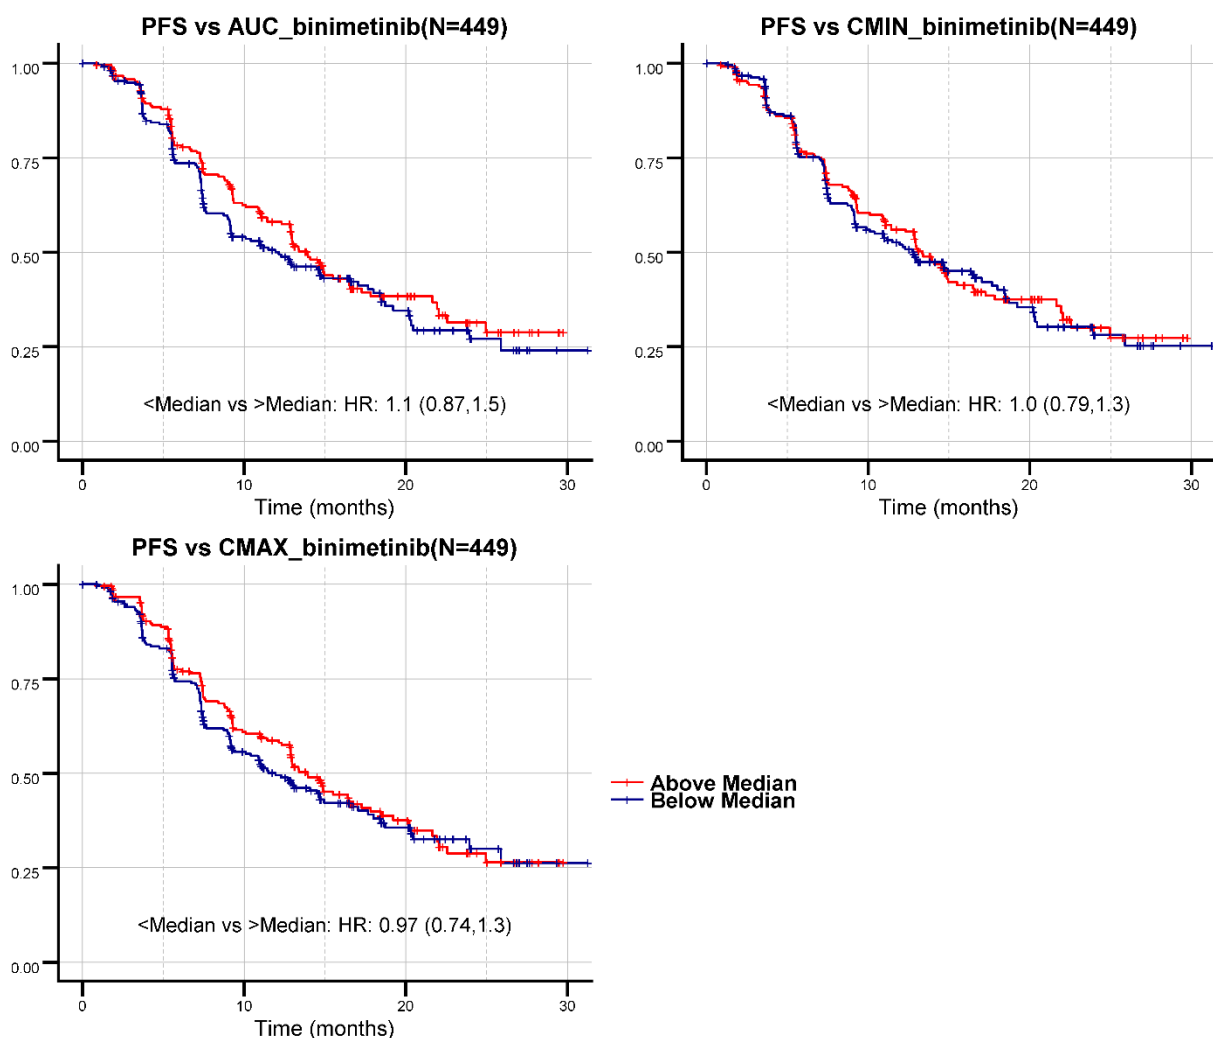 PFS vs AUC_binimetinib(N=449)
1.00
0.75
0.50
0.25
0.00
<Median vs >Median: HR: 1.1 (0.87,1.5)
0 10 20 30
Time (months)
PFS vs CMIN_binimetinib(N=449)
1.00
0.75
0.50
0.25
0.00
<Median vs >Median: HR: 1.0 (0.79,1.3)
0 10 20 30
Time (months)
PFS vs CMAX_binimetinib(N=449)
1.00
0.75
0.50
0.25
0.00
<Median vs >Median: HR: 0.97 (0.74,1.3)
0 10 20 30
Time (months)
Above Median
Below Median